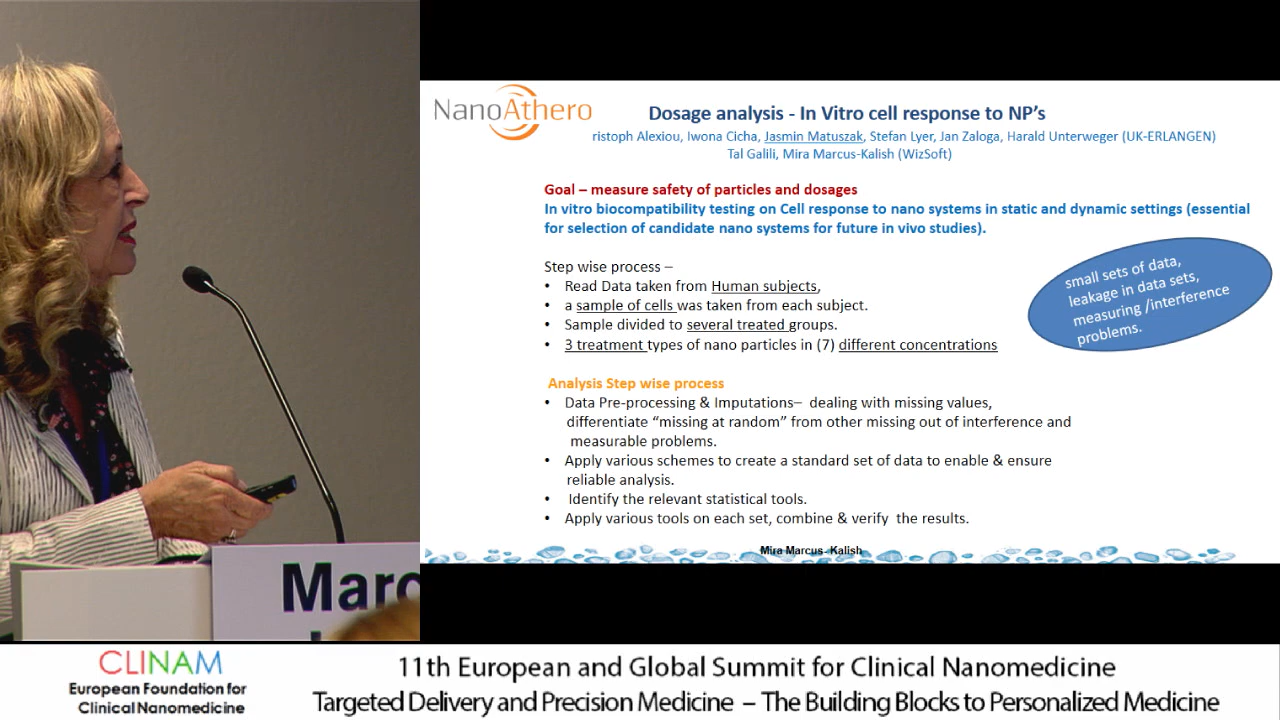 NanoAthero
Dosage analysis - In Vitro cell response to NP's
ristoph Alexiou, Iwona Cicha, Jasmin Matuszak, Stefan Lyer, Jan Zaloga, Harald Unterweger (UK-ERLANGEN)
Tal Galili, Mira Marcus-Kalish (WizSoft)
Goal – measure safety of particles and dosages
In vitro biocompatibility testing on Cell response to nano systems in static and dynamic settings (essential
for selection of candidate nano systems for future in vivo studies).
small sets of data,
leakage in data sets,
measuring /interference
problems.
Step wise process –
• Read Data taken from Human subjects,
• a sample of cells was taken from each subject.
• Sample divided to several treated groups.
• 3 treatment types of nano particles in (7) different concentrations
Analysis Step wise process
• Data Pre-processing & Imputations– dealing with missing values,
differentiate “missing at random” from other missing out of interference and
measurable problems.
• Apply various schemes to create a standard set of data to enable & ensure
reliable analysis.
• Identify the relevant statistical tools.
• Apply various tools on each set, combine & verify the results.
Mira Marcus- Kalish
Marc
CLINAM
European Foundation for
Clinical Nanomedicine
11th European and Global Summit for Clinical Nanomedicine
Targeted Delivery and Precision Medicine – The Building Blocks to Personalized Medicine